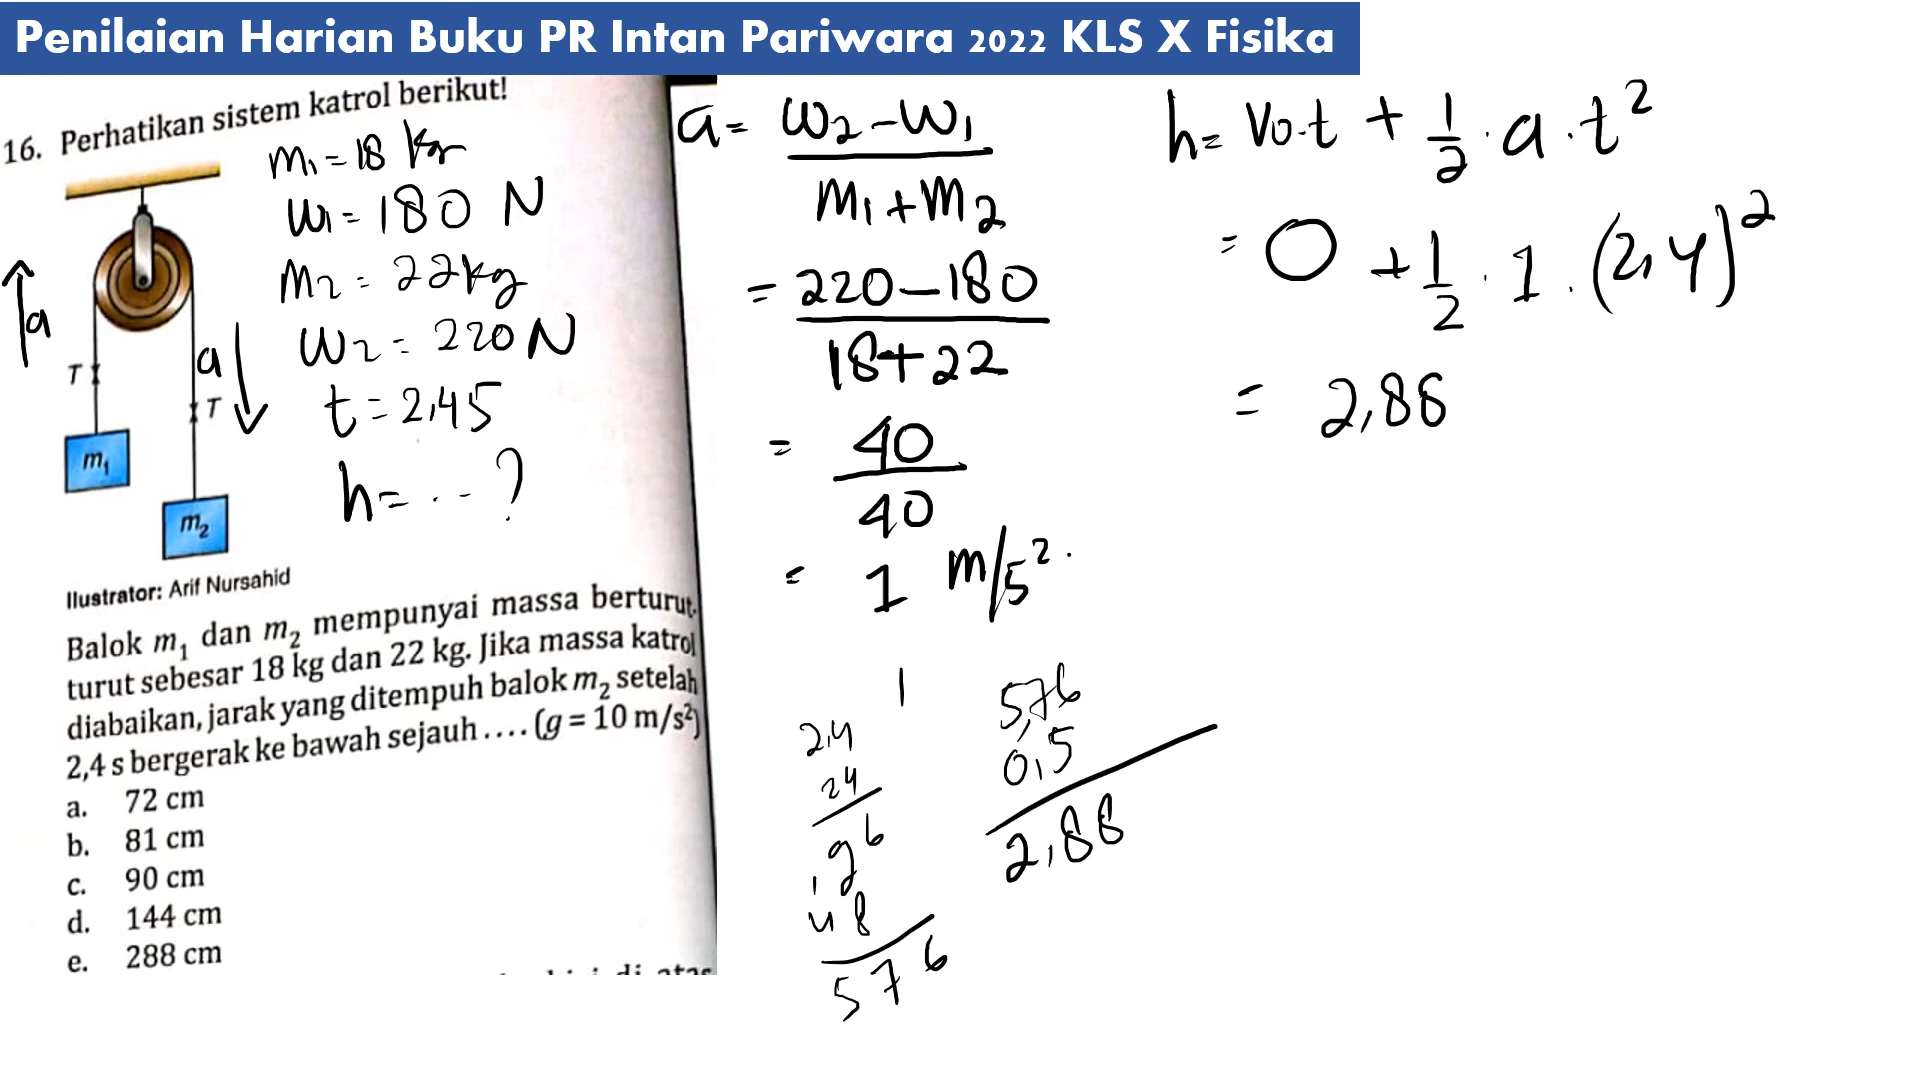 Penilaian Harian Buku PR Intan Pariwara 2022 KLS X Fisika
16. Perhatikan sistem katrol berikut!
m₁ = 18 kg
w₁ = 180 N
m₂ = 22 kg
w₂ = 220 N
t = 2,4 s
h = ... ?
a
a
T
T
m₁
m₂
Ilustrator: Arif Nursahid
Balok m₁ dan m₂ mempunyai massa berturut-
turut sebesar 18 kg dan 22 kg. Jika massa katrol
diabaikan, jarak yang ditempuh balok m₂ setelah
2,4 s bergerak ke bawah sejauh .... (g = 10 m/s²)
a. 72 cm
b. 81 cm
c. 90 cm
d. 144 cm
e. 288 cm
a = w₂ - w₁
m₁ + m₂
= 220 - 180
18 + 22
= 40
40
= 1 m/s².
h = Vo.t + 1/2 . a . t²
= 0 + 1/2 . 1 . (2,4)²
= 2,88
2,4
24
96
48
576
1
5,76
0,5
2,88